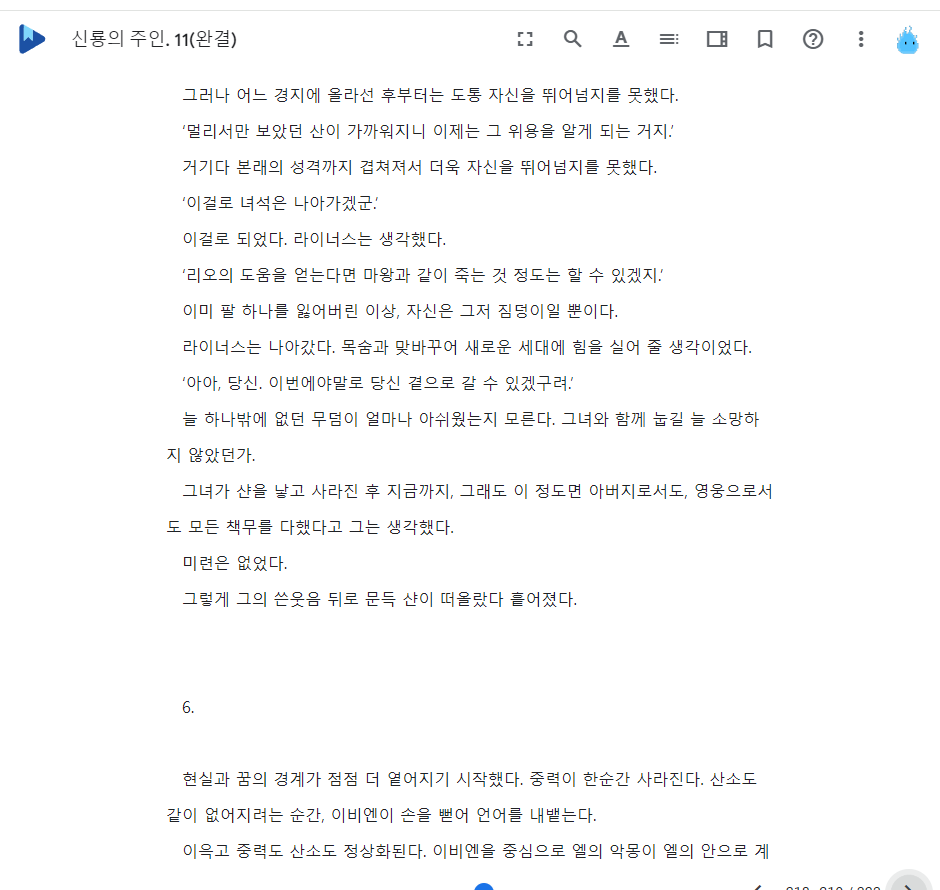 신룡의 주인. 11(완결)
그러나 어느 경지에 올라선 후부터는 도통 자신을 뛰어넘지를 못했다.
‘멀리서만 보았던 산이 가까워지니 이제는 그 위용을 알게 되는 거지.’
거기다 본래의 성격까지 겹쳐져서 더욱 자신을 뛰어넘지를 못했다.
‘이걸로 녀석은 나아가겠군.’
이걸로 되었다. 라이너스는 생각했다.
‘리오의 도움을 얻는다면 마왕과 같이 죽는 것 정도는 할 수 있겠지.’
이미 팔 하나를 잃어버린 이상, 자신은 그저 짐덩이일 뿐이다.
라이너스는 나아갔다. 목숨과 맞바꾸어 새로운 세대에 힘을 실어 줄 생각이었다.
‘아아, 당신. 이번에야말로 당신 곁으로 갈 수 있겠구려.’
늘 하나밖에 없던 무덤이 얼마나 아쉬웠는지 모른다. 그녀와 함께 눕길 늘 소망하
지 않았던가.
그녀가 샨을 낳고 사라진 후 지금까지, 그래도 이 정도면 아버지로서도, 영웅으로서
도 모든 책무를 다했다고 그는 생각했다.
미련은 없었다.
그렇게 그의 쓴웃음 뒤로 문득 샨이 떠올랐다 흩어졌다.
6.
현실과 꿈의 경계가 점점 더 옅어지기 시작했다. 중력이 한순간 사라진다. 산소도
같이 없어지려는 순간, 이비엔이 손을 뻗어 언어를 내뱉는다.
이윽고 중력도 산소도 정상화된다. 이비엔을 중심으로 엘의 악몽이 엘의 안으로 계